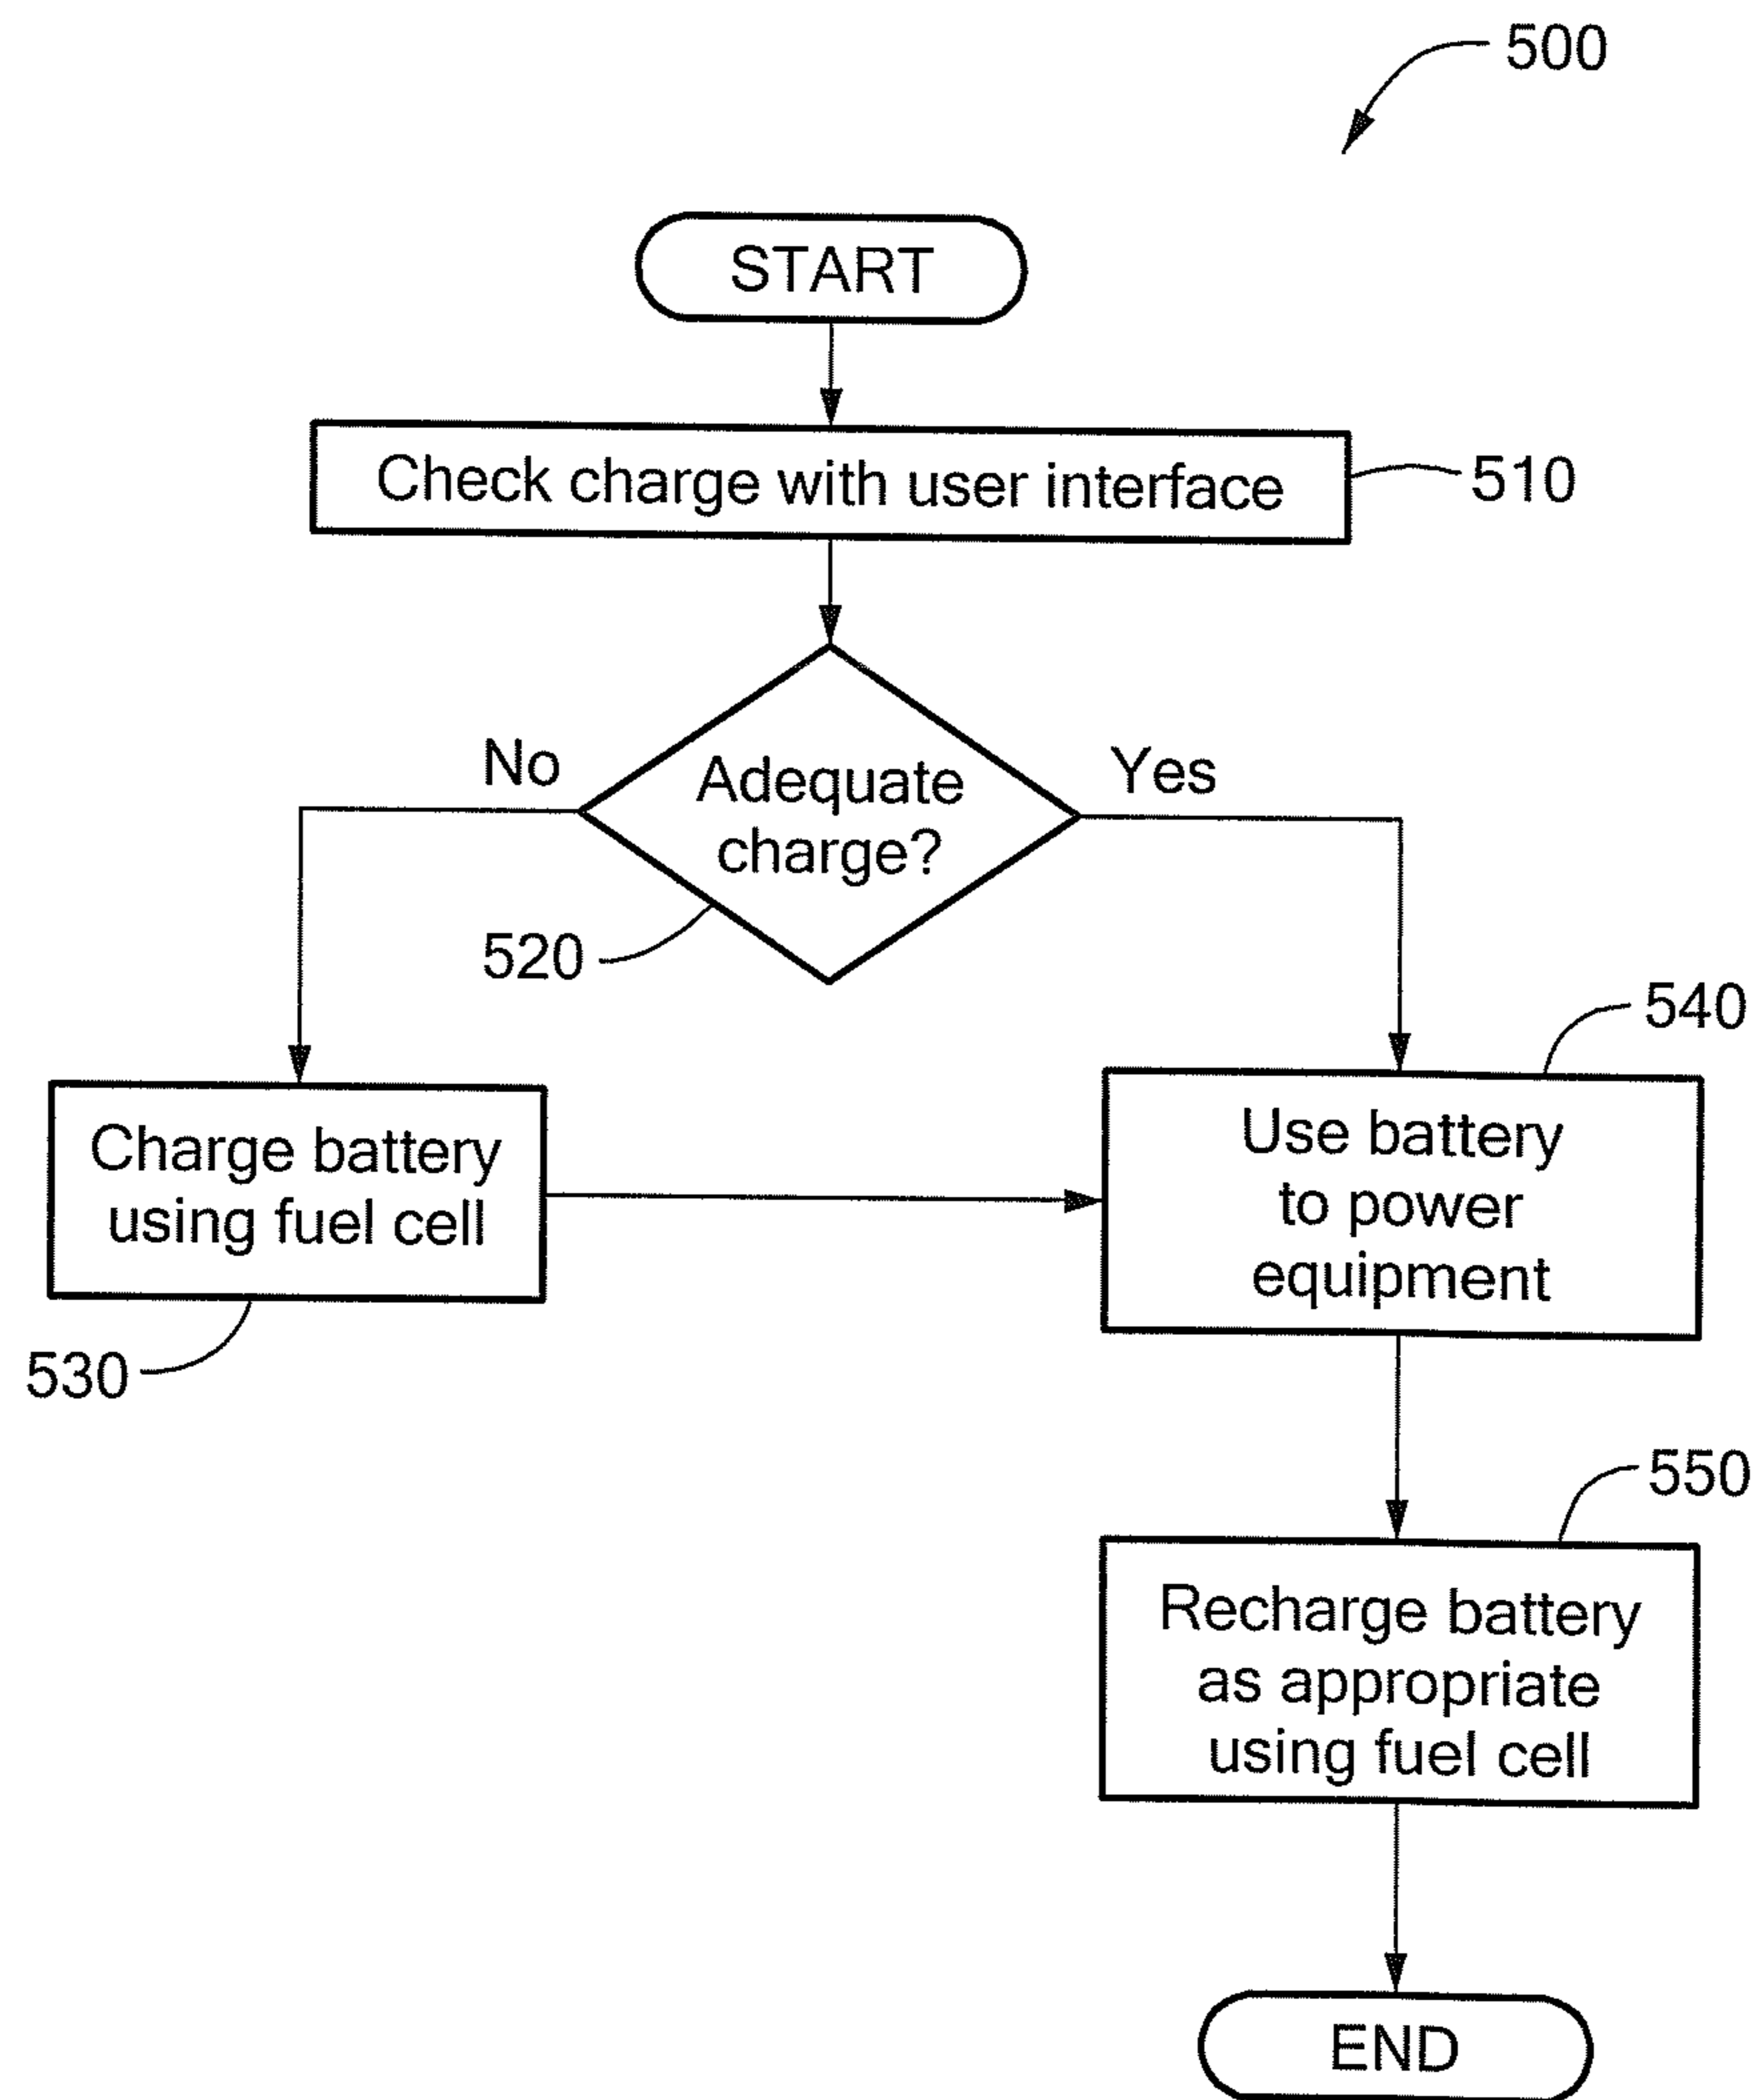 500
START
Check charge with user interface
510
No
Yes
Adequate
charge?
520
540
Charge battery
using fuel cell
530
Use battery
to power
equipment
550
Recharge battery
as appropriate
using fuel cell
END